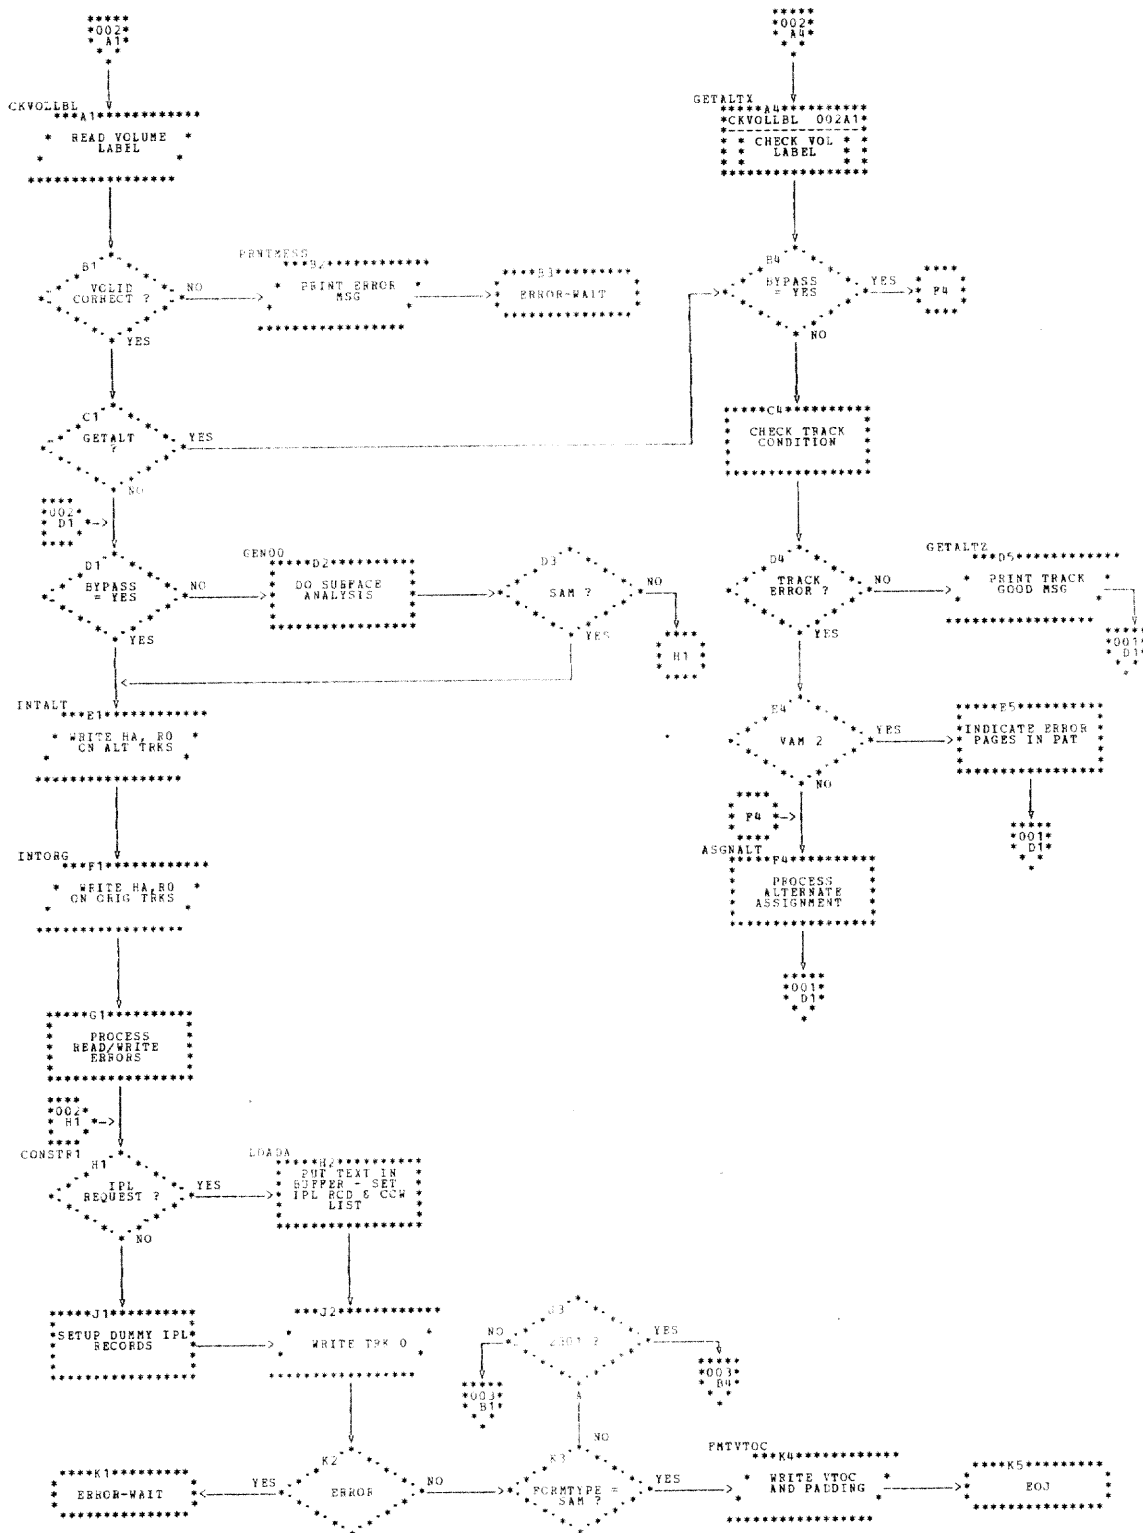 002
A1
002
A4
CKVOLLBL
A1
READ VOLUME
LABEL
GETALTX
A4
CKVOLLBL 002A1
CHECK VOL
LABEL
B1
VOLID
CORRECT ?
NO
YES
PRNTMESS
B2
PRINT ERROR
MSG
B3
ERROR-WAIT
B4
BYPASS
= YES
YES
NO
F4
C1
GETALT
?
YES
NO
C4
CHECK TRACK
CONDITION
002
D1
D1
BYPASS
= YES
NO
YES
GENOO
D2
DO SURFACE
ANALYSIS
D3
SAM ?
NO
YES
H1
D4
TRACK
ERROR ?
NO
YES
GETALTZ
D5
PRINT TRACK
GOOD MSG
001
D1
INTALT
E1
WRITE HA, R0
ON ALT TRKS
E4
VAM 2
YES
NO
E5
INDICATE ERROR
PAGES IN PAT
001
D1
F4
INTORG
F1
WRITE HA,R0
ON ORIG TRKS
ASGNALT
F4
PROCESS
ALTERNATE
ASSIGNMENT
001
D1
G1
PROCESS
READ/WRITE
ERRORS
002
H1
CONSTR1
H1
IPL
REQUEST ?
YES
NO
LOADA
H2
PUT TEXT IN
BUFFER - SET
IPL RCD & CCW
LIST
J1
SETUP DUMMY IPL
RECORDS
J2
WRITE TRK 0
J3
2301 ?
NO
YES
003
B1
003
B4
K1
ERROR-WAIT
YES
K2
ERROR
NO
K3
FORMTYPE =
SAM ?
NO
YES
FMTVTOC
K4
WRITE VTOC
AND PADDING
K5
EOJ